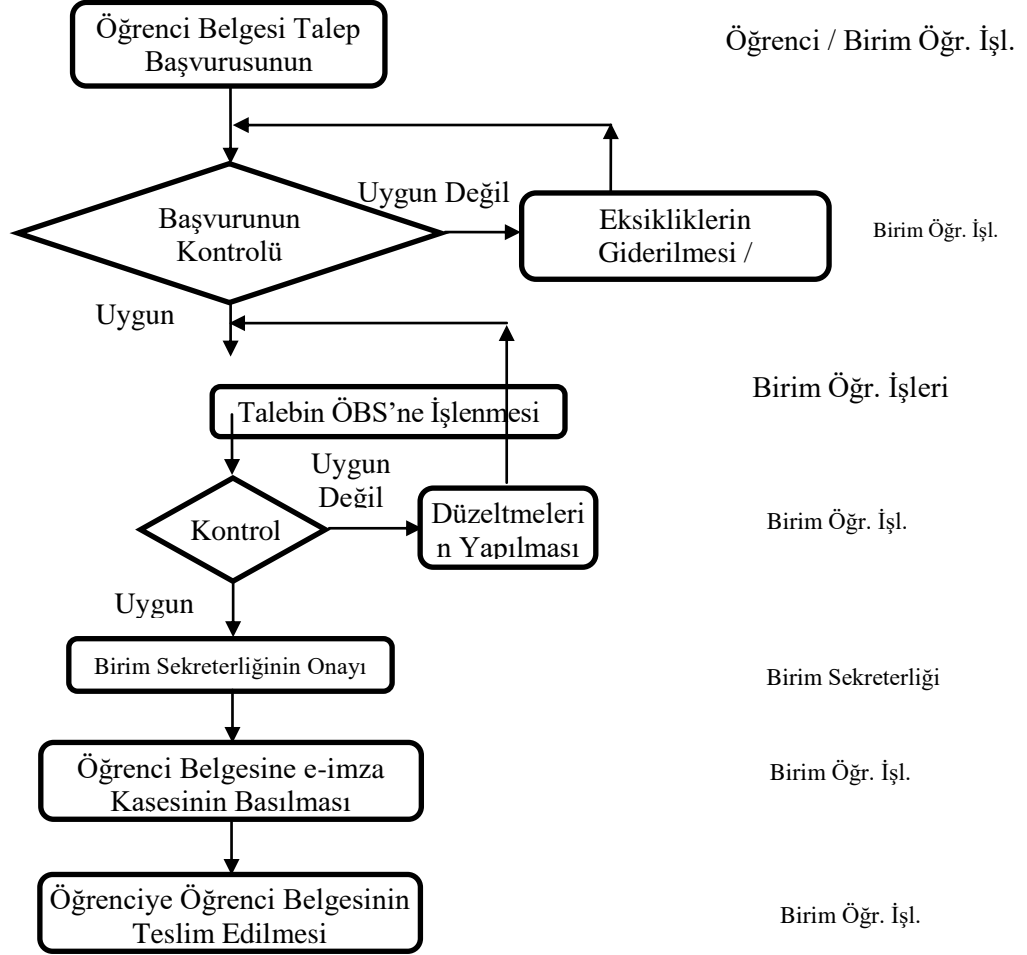 Öğrenci Belgesi Talep
Başvurusunun
Öğrenci / Birim Öğr. İşl.
Uygun Değil
Başvurunun
Kontrolü
Eksikliklerin
Giderilmesi /
Birim Öğr. İşl.
Uygun
Talebin ÖBS’ne İşlenmesi
Birim Öğr. İşleri
Uygun
Değil
Kontrol
Düzeltmeleri
n Yapılması
Birim Öğr. İşl.
Uygun
Birim Sekreterliğinin Onayı
Birim Sekreterliği
Öğrenci Belgesine e-imza
Kasesinin Basılması
Birim Öğr. İşl.
Öğrenciye Öğrenci Belgesinin
Teslim Edilmesi
Birim Öğr. İşl.